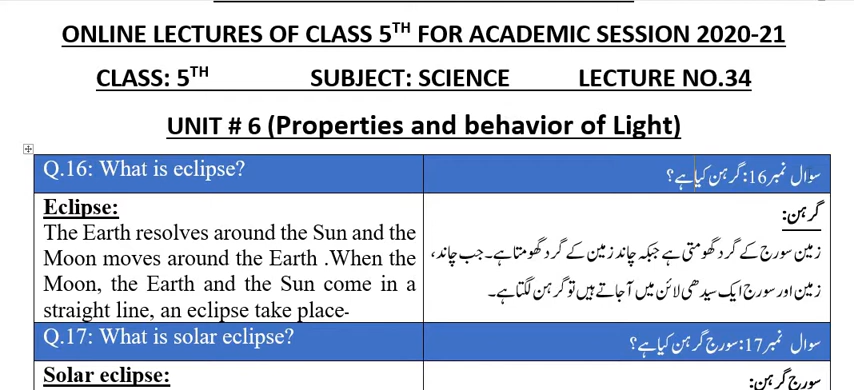 ONLINE LECTURES OF CLASS 5TH FOR ACADEMIC SESSION 2020-21
CLASS: 5TH SUBJECT: SCIENCE LECTURE NO.34
UNIT # 6 (Properties and behavior of Light)
Q.16: What is eclipse?
سوال نمبر 16: گرہن کیا ہے؟
Eclipse:
The Earth resolves around the Sun and the
Moon moves around the Earth .When the
Moon, the Earth and the Sun come in a
straight line, an eclipse take place-
گرہن:
زمین سورج کے گرد گھومتی ہے جبکہ چاند زمین کے گرد گھومتا ہے۔ جب چاند،
زمین اور سورج ایک سیدھی لائن میں آجاتے ہیں تو گرہن لگتا ہے۔
Q.17: What is solar eclipse?
سوال نمبر 17: سورج گرہن کیا ہے؟
Solar eclipse:
سورج گرہن: